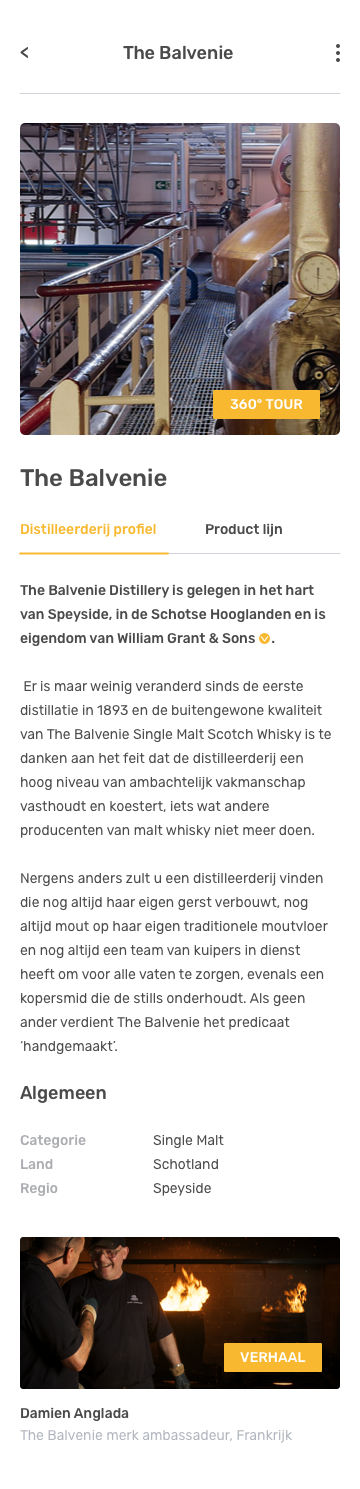 <
The Balvenie
360° TOUR
The Balvenie
Distilleerderij profiel
Product lijn
The Balvenie Distillery is gelegen in het hart
van Speyside, in de Schotse Hooglanden en is
eigendom van William Grant & Sons .
Er is maar weinig veranderd sinds de eerste
distillatie in 1893 en de buitengewone kwaliteit
van The Balvenie Single Malt Scotch Whisky is te
danken aan het feit dat de distilleerderij een
hoog niveau van ambachtelijk vakmanschap
vasthoudt en koestert, iets wat andere
producenten van malt whisky niet meer doen.
Nergens anders zult u een distilleerderij vinden
die nog altijd haar eigen gerst verbouwt, nog
altijd mout op haar eigen traditionele moutvloer
en nog altijd een team van kuipers in dienst
heeft om voor alle vaten te zorgen, evenals een
kopersmid die de stills onderhoudt. Als geen
ander verdient The Balvenie het predicaat
‘handgemaakt’.
Algemeen
Categorie Single Malt
Land Schotland
Regio Speyside
VERHAAL
Damien Anglada
The Balvenie merk ambassadeur, Frankrijk